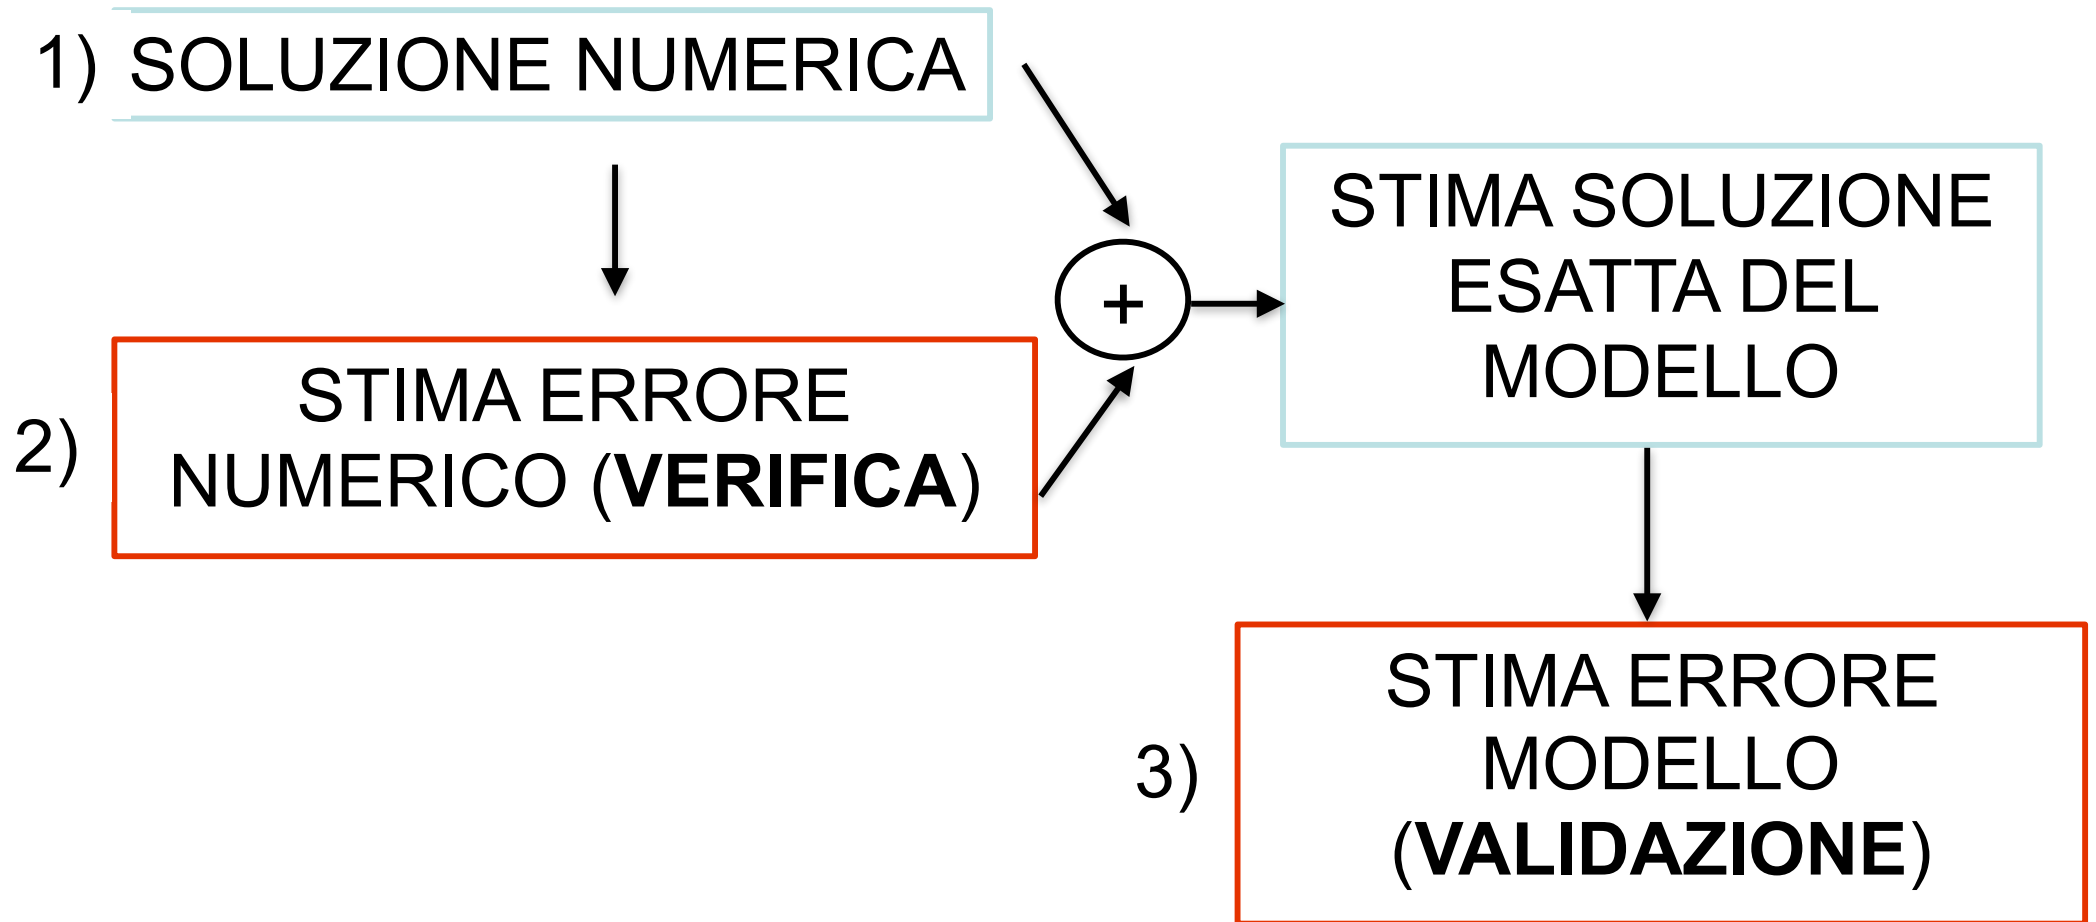 1) SOLUZIONE NUMERICA
2) STIMA ERRORE
NUMERICO (VERIFICA)
+
STIMA SOLUZIONE
ESATTA DEL
MODELLO
3) STIMA ERRORE
MODELLO
(VALIDAZIONE)